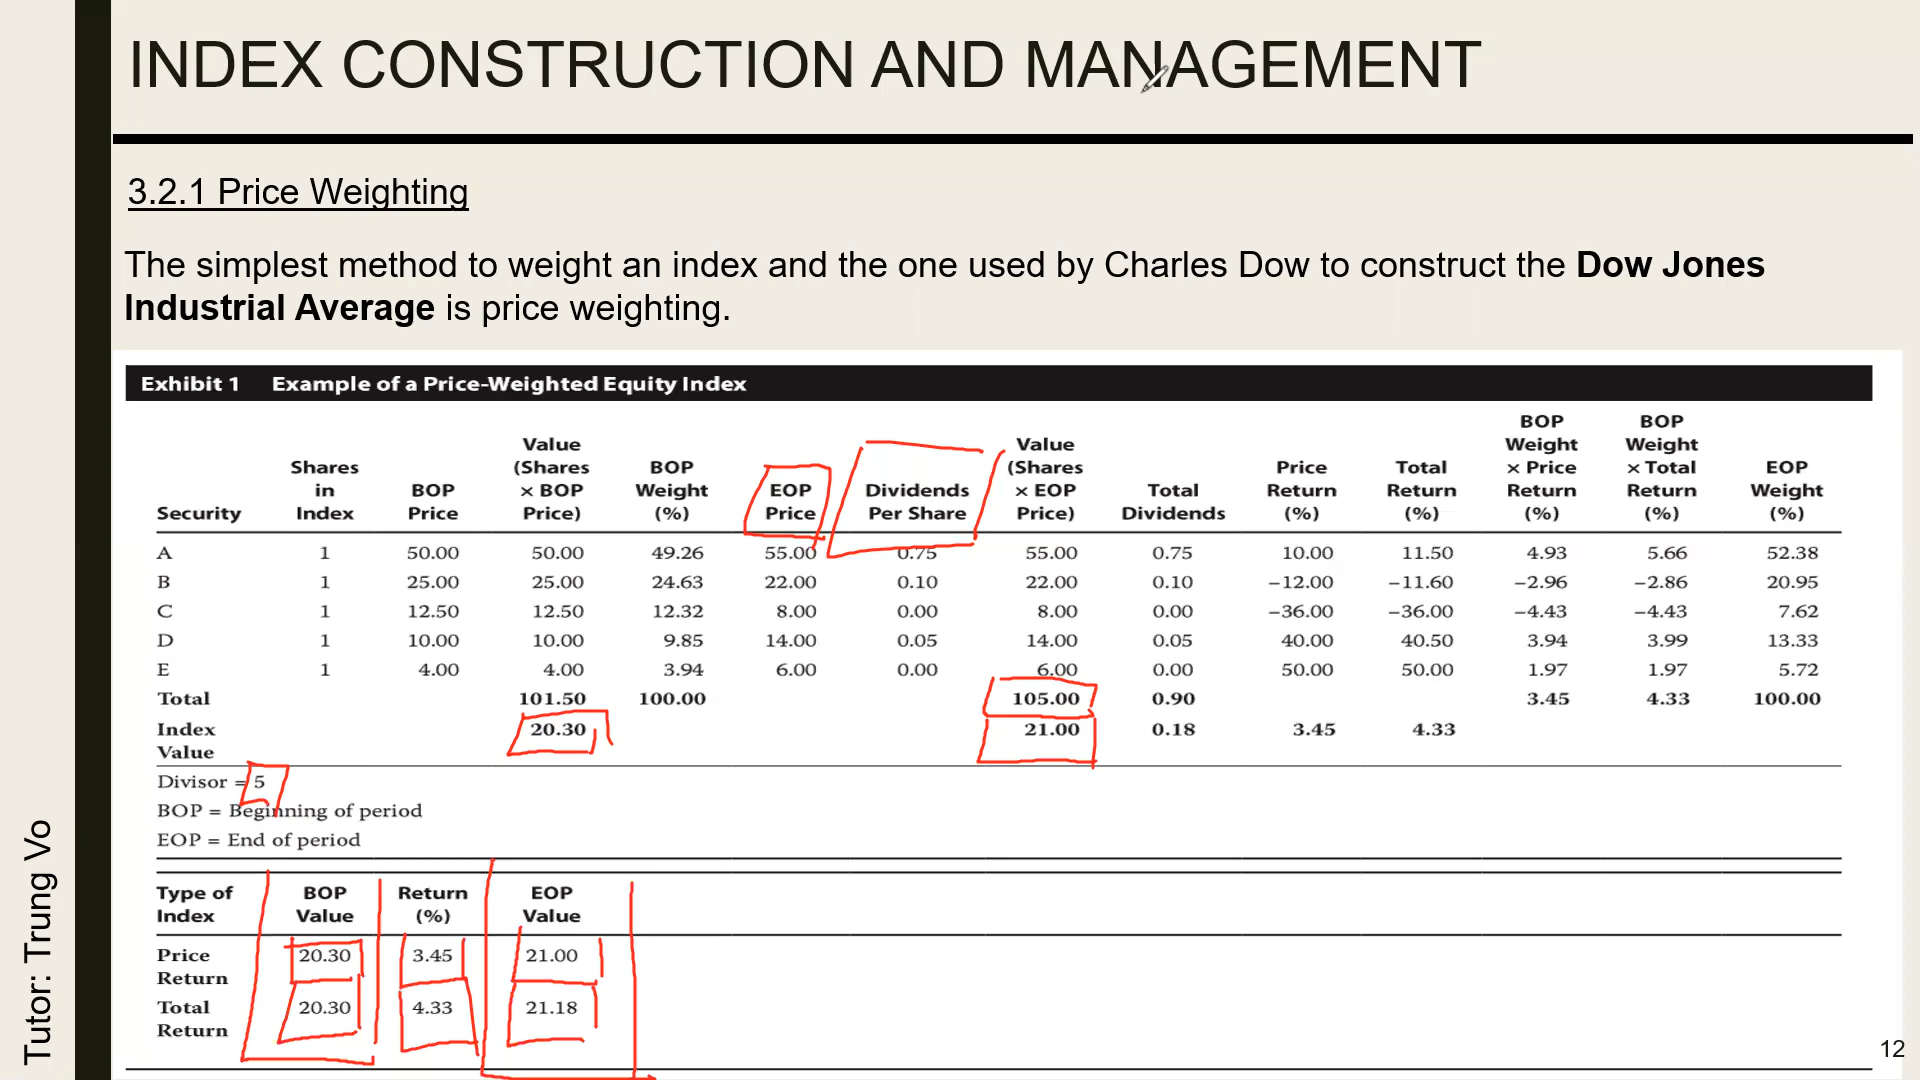 INDEX CONSTRUCTION AND MANAGEMENT
3.2.1 Price Weighting
The simplest method to weight an index and the one used by Charles Dow to construct the Dow Jones
Industrial Average is price weighting.
Exhibit 1 Example of a Price-Weighted Equity Index
BOP BOP
Value Value Weight Weight
Shares (Shares BOP (Shares Price Total × Price × Total EOP
in BOP × BOP Weight EOP Dividends × EOP Total Return Return Return Return Weight
Security Index Price Price) (%) Price Per Share Price) Dividends (%) (%) (%) (%) (%)
A 1 50.00 50.00 49.26 55.00 0.75 55.00 0.75 10.00 11.50 4.93 5.66 52.38
B 1 25.00 25.00 24.63 22.00 0.10 22.00 0.10 −12.00 −11.60 −2.96 −2.86 20.95
C 1 12.50 12.50 12.32 8.00 0.00 8.00 0.00 −36.00 −36.00 −4.43 −4.43 7.62
D 1 10.00 10.00 9.85 14.00 0.05 14.00 0.05 40.00 40.50 3.94 3.99 13.33
E 1 4.00 4.00 3.94 6.00 0.00 6.00 0.00 50.00 50.00 1.97 1.97 5.72
Total 101.50 100.00 105.00 0.90 3.45 4.33 100.00
Index 20.30 21.00 0.18 3.45 4.33
Value
Divisor = 5
BOP = Beginning of period
EOP = End of period
Type of BOP Return EOP
Index Value (%) Value
Price 20.30 3.45 21.00
Return
Total 20.30 4.33 21.18
Return
Tutor: Trung Vo
12